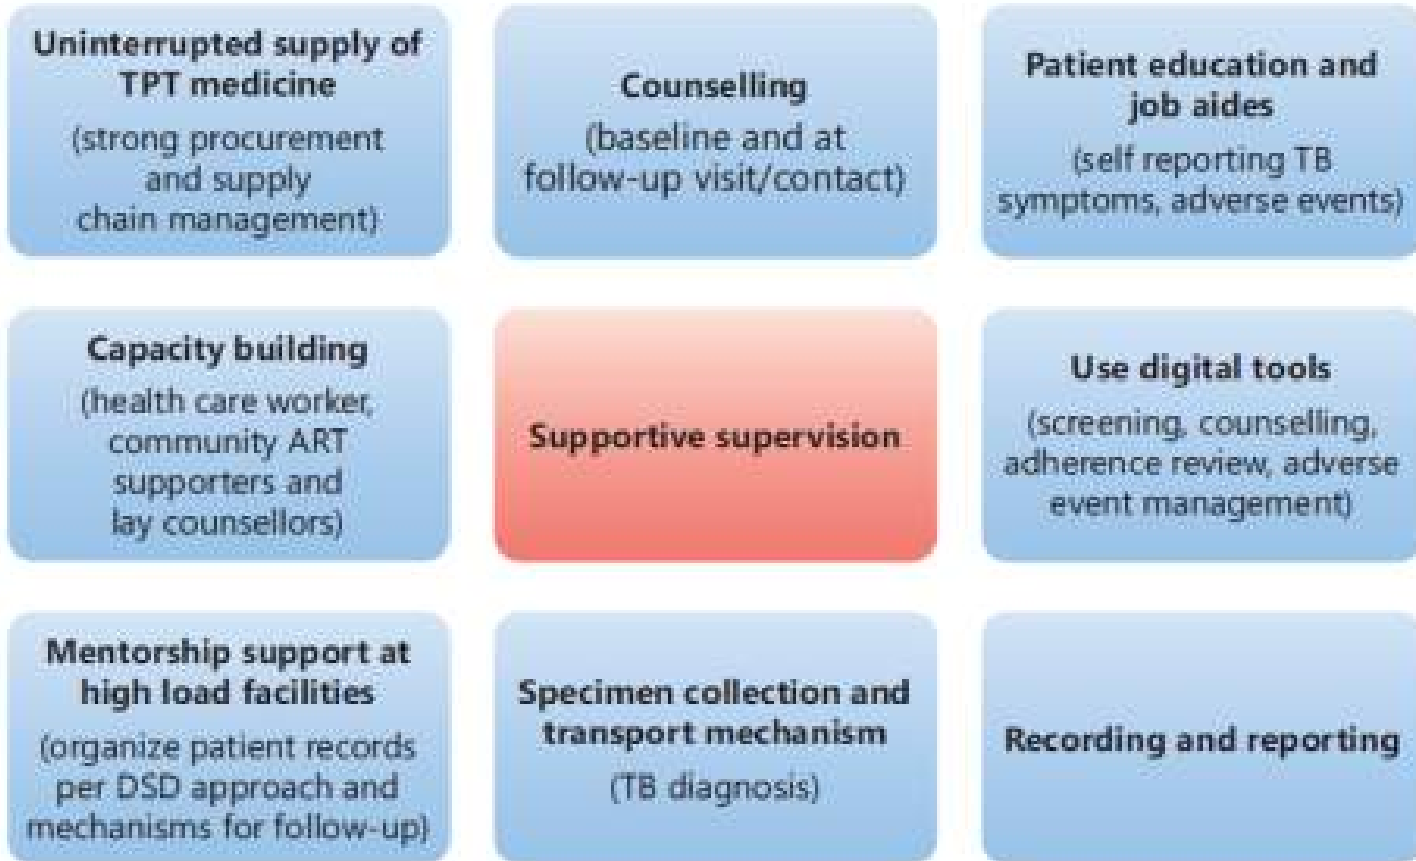 Uninterrupted supply of
TPT medicine
(strong procurement
and supply
chain management)
Counselling
(baseline and at
follow-up visit/contact)
Patient education and
job aides
(self reporting TB
symptoms, adverse events)
Capacity building
(health care worker,
community ART
supporters and
lay counsellors)
Supportive supervision
Use digital tools
(screening, counselling,
adherence review, adverse
event management)
Mentorship support at
high load facilities
(organize patient records
per DSD approach and
mechanisms for follow-up)
Specimen collection and
transport mechanism
(TB diagnosis)
Recording and reporting